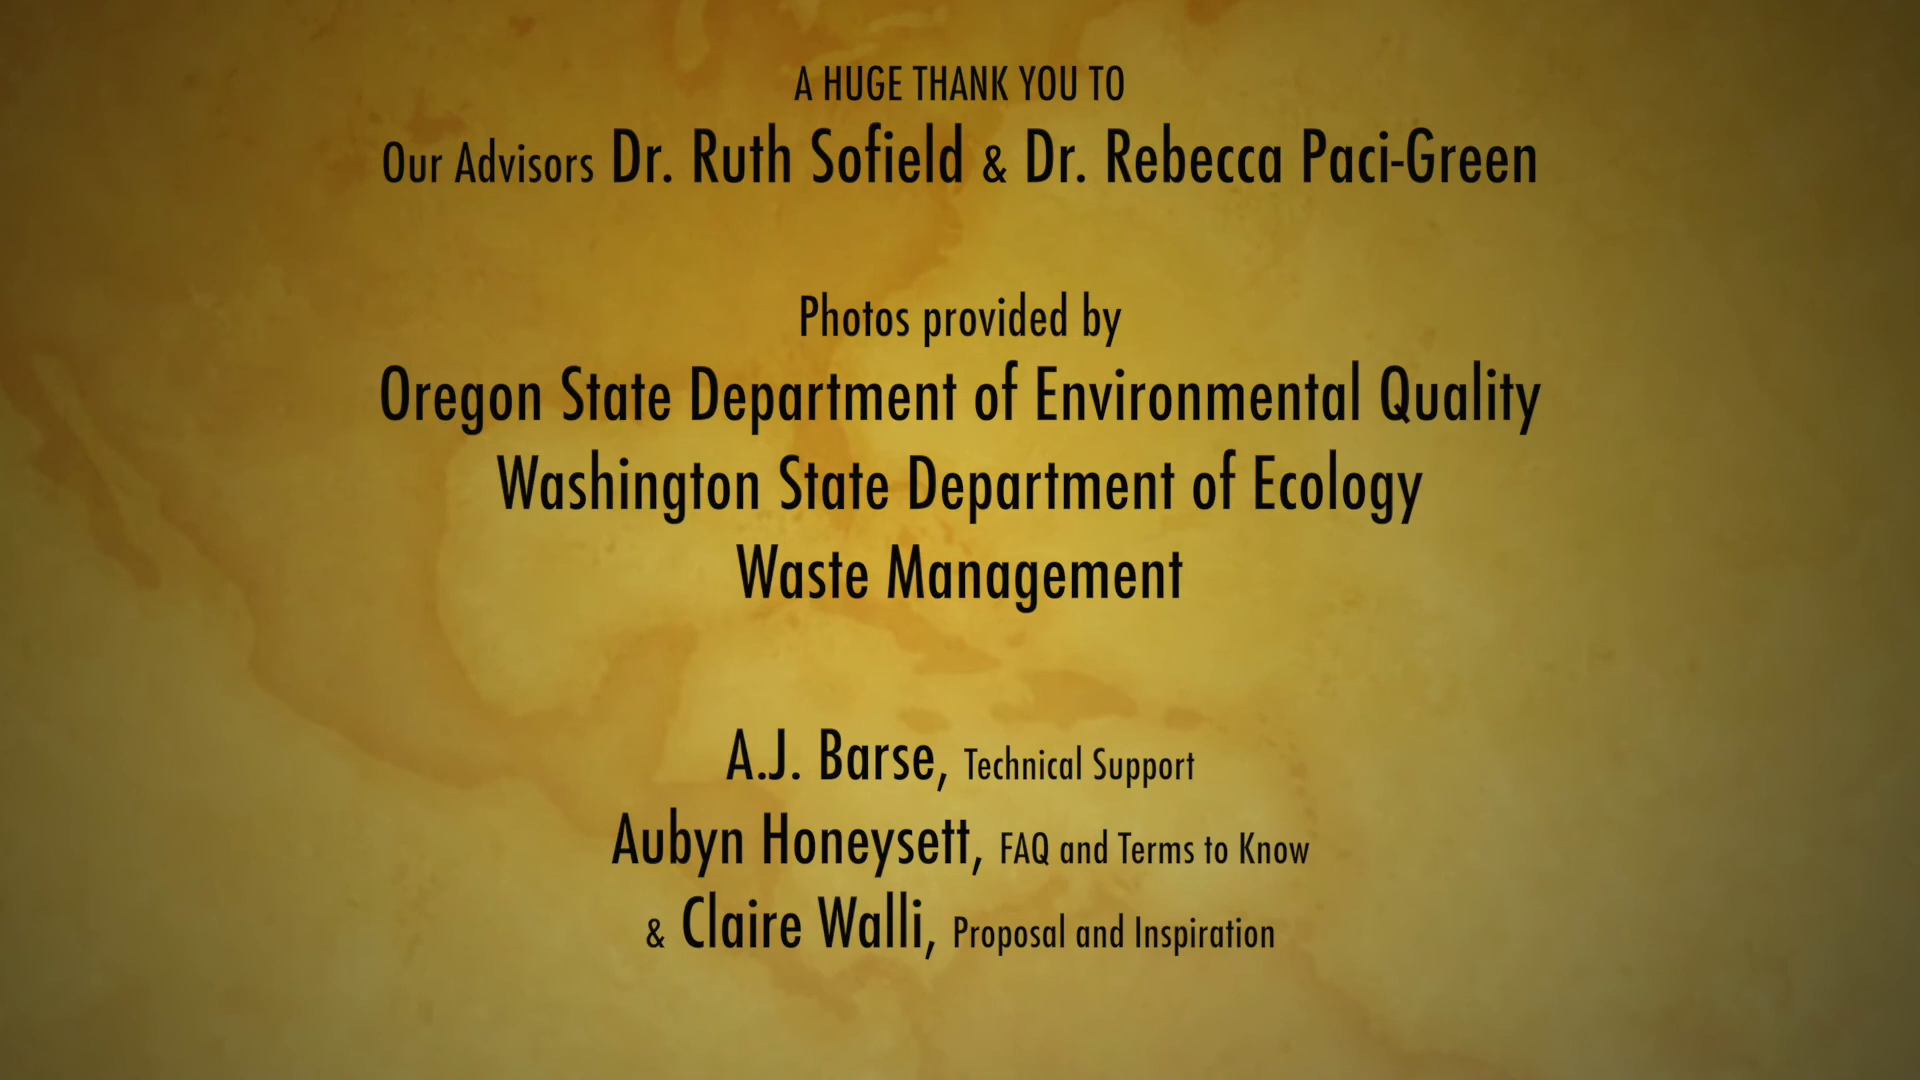 A HUGE THANK YOU TO
Our Advisors Dr. Ruth Sofield & Dr. Rebecca Paci-Green
Photos provided by
Oregon State Department of Environmental Quality
Washington State Department of Ecology
Waste Management
A.J. Barse, Technical Support
Aubyn Honeysett, FAQ and Terms to Know
& Claire Walli, Proposal and Inspiration